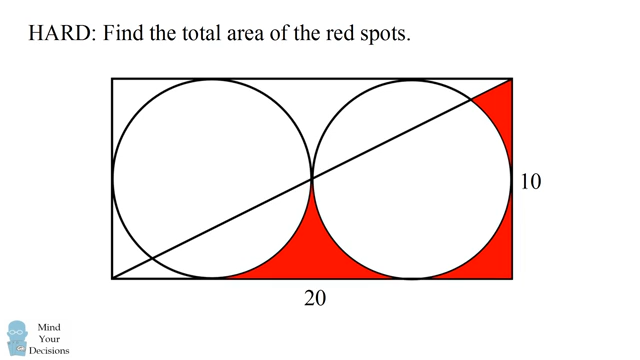 HARD: Find the total area of the red spots.
10
20
Mind
Your
Decisions